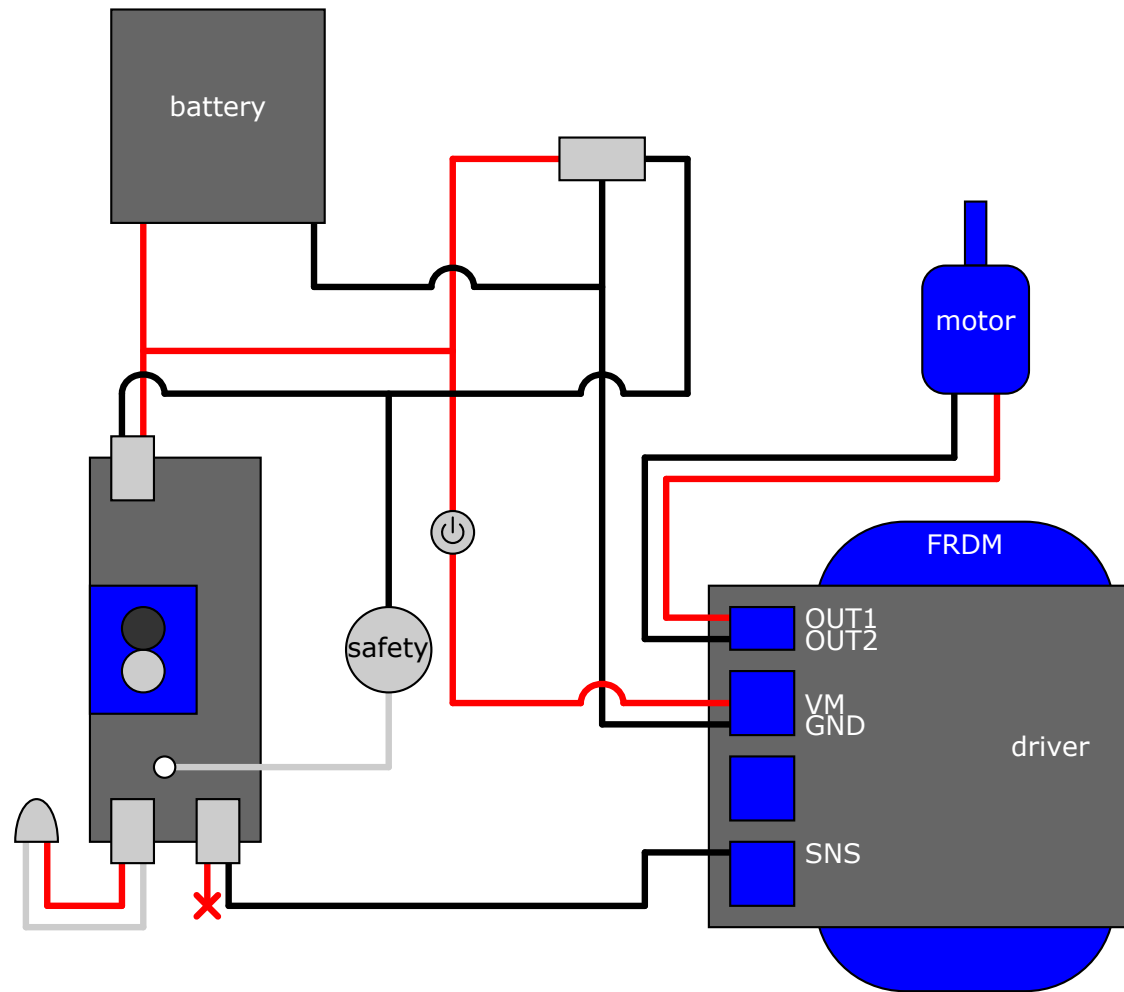 battery
motor
FRDM
OUT1
OUT2
safety
VM
GND
driver
SNS